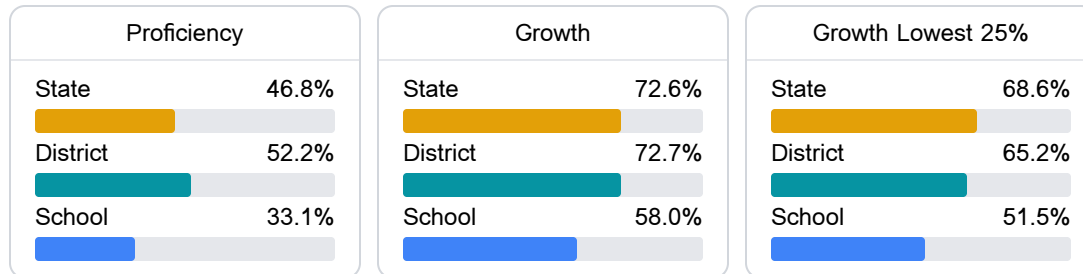 Proficiency
State 46.8%
District 52.2%
School 33.1%
Growth
State 72.6%
District 72.7%
School 58.0%
Growth Lowest 25%
State 68.6%
District 65.2%
School 51.5%